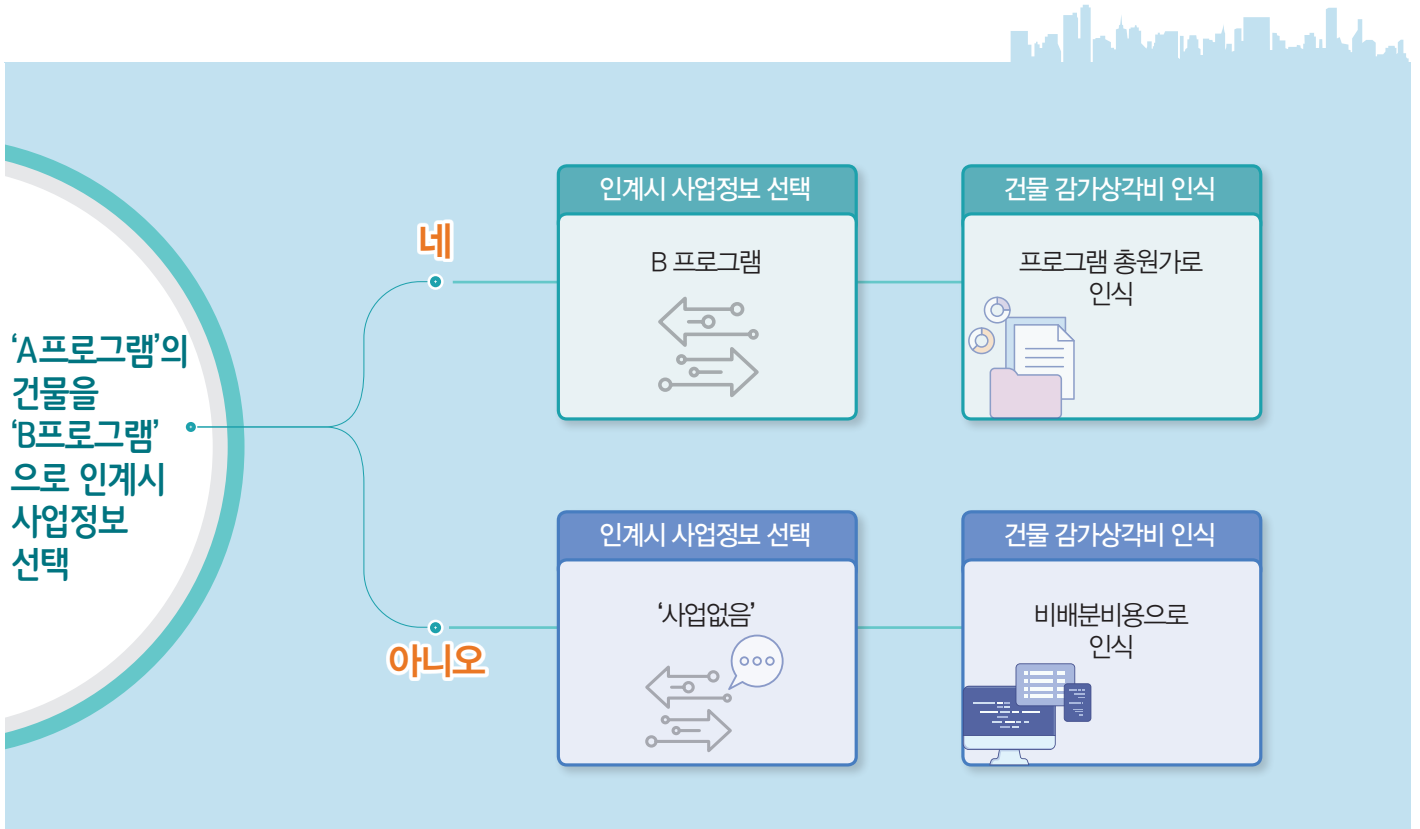 ‘A프로그램’의
건물을
‘B프로그램’
으로 인계시
사업정보
선택
네
인계시 사업정보 선택
B 프로그램
건물 감가상각비 인식
프로그램 총원가로
인식
아니오
인계시 사업정보 선택
‘사업없음’
건물 감가상각비 인식
비배분비용으로
인식